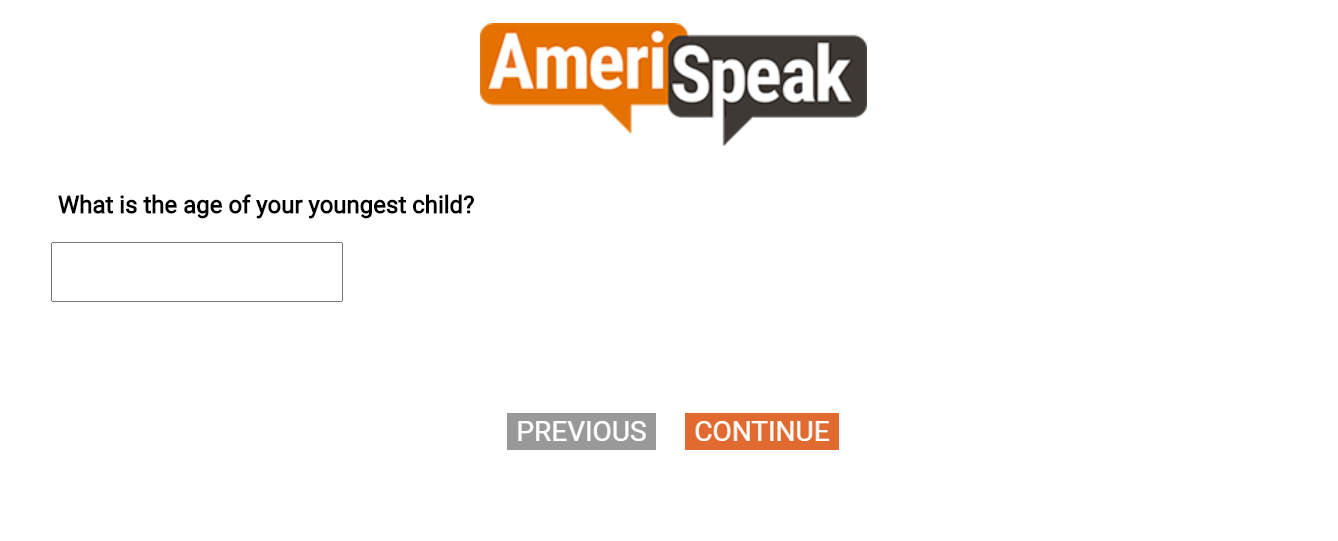 AmeriSpeak
What is the age of your youngest child?
PREVIOUS CONTINUE